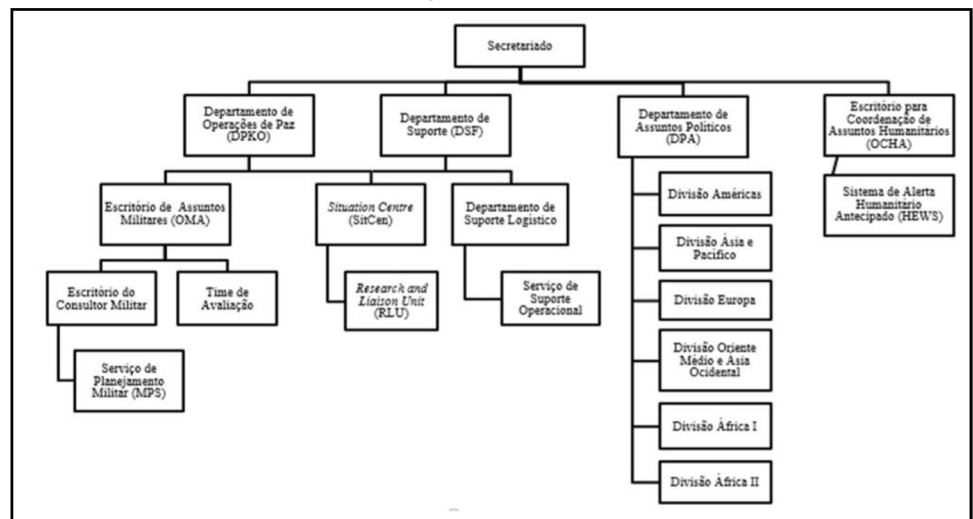 Secretariado
Departamento de
Operações de Paz
(DPKO)
Departamento de
Suporte (DSF)
Departamento de
Assuntos Políticos
(DPA)
Escritório para
Coordenação de
Assuntos Humanitários
(OCHA)
Escritório de Assuntos
Militares (OMA)
Situation Centre
(SitCen)
Departamento de
Suporte Logístico
Divisão Américas
Sistema de Alerta
Humanitário
Antecipado (HEWS)
Divisão Ásia e
Pacífico
Escritório do
Consultor Militar
Time de
Avaliação
Research and
Liaison Unit
(RLU)
Serviço de
Suporte
Operacional
Divisão Europa
Serviço de
Planejamento
Militar (MPS)
Divisão Oriente
Médio e Ásia
Ocidental
Divisão África I
Divisão África II